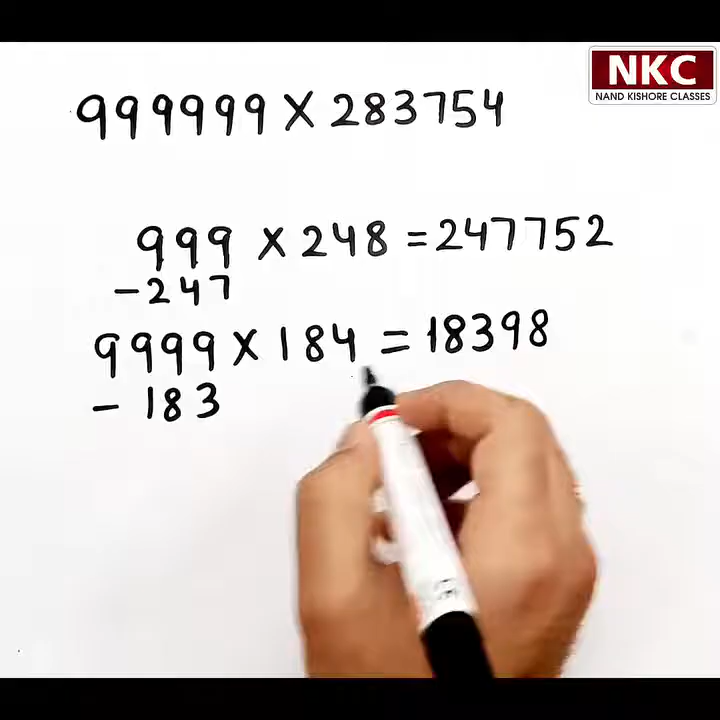 NKC
NAND KISHORE CLASSES
999999 × 283754
999 × 248 = 247752
- 247
9999 × 184 = 18398
- 183